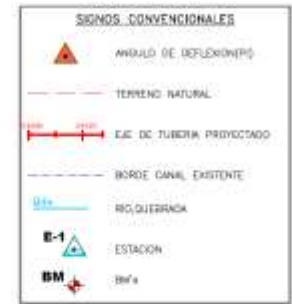 SIGNOS CONVENCIONALES
ANGULO DE DEFLEXION(PI)
TERRENO NATURAL
EJE DE TUBERIA PROYECTADO
BORDE CANAL EXISTENTE
RIO,QUEBRADA
E-1
ESTACION
BM
BM's